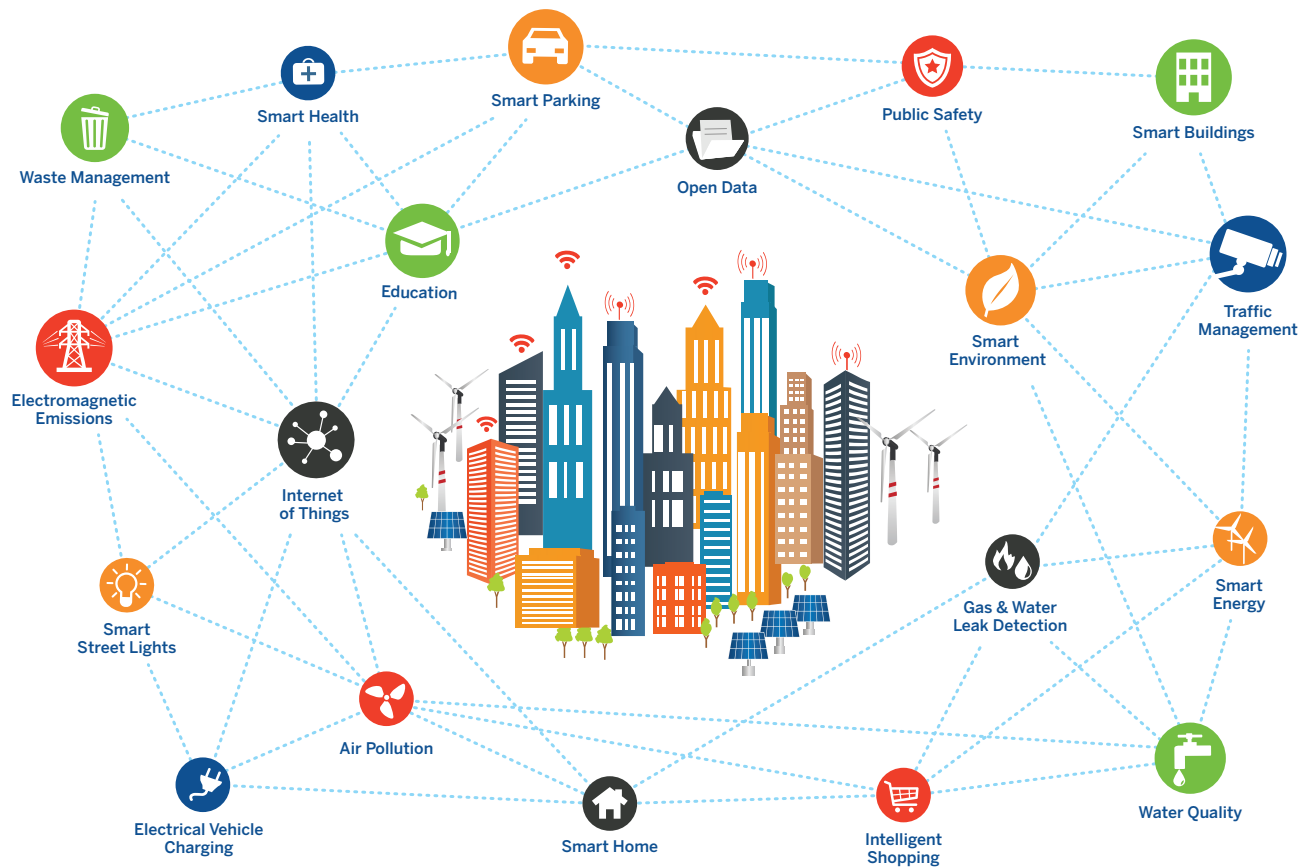 Smart Health
Smart Parking
Public Safety
Smart Buildings
Waste Management
Open Data
Education
Traffic
Management
Smart
Environment
Electromagnetic
Emissions
Internet
of Things
Smart
Energy
Gas & Water
Leak Detection
Smart
Street Lights
Air Pollution
Water Quality
Electrical Vehicle
Charging
Smart Home
Intelligent
Shopping